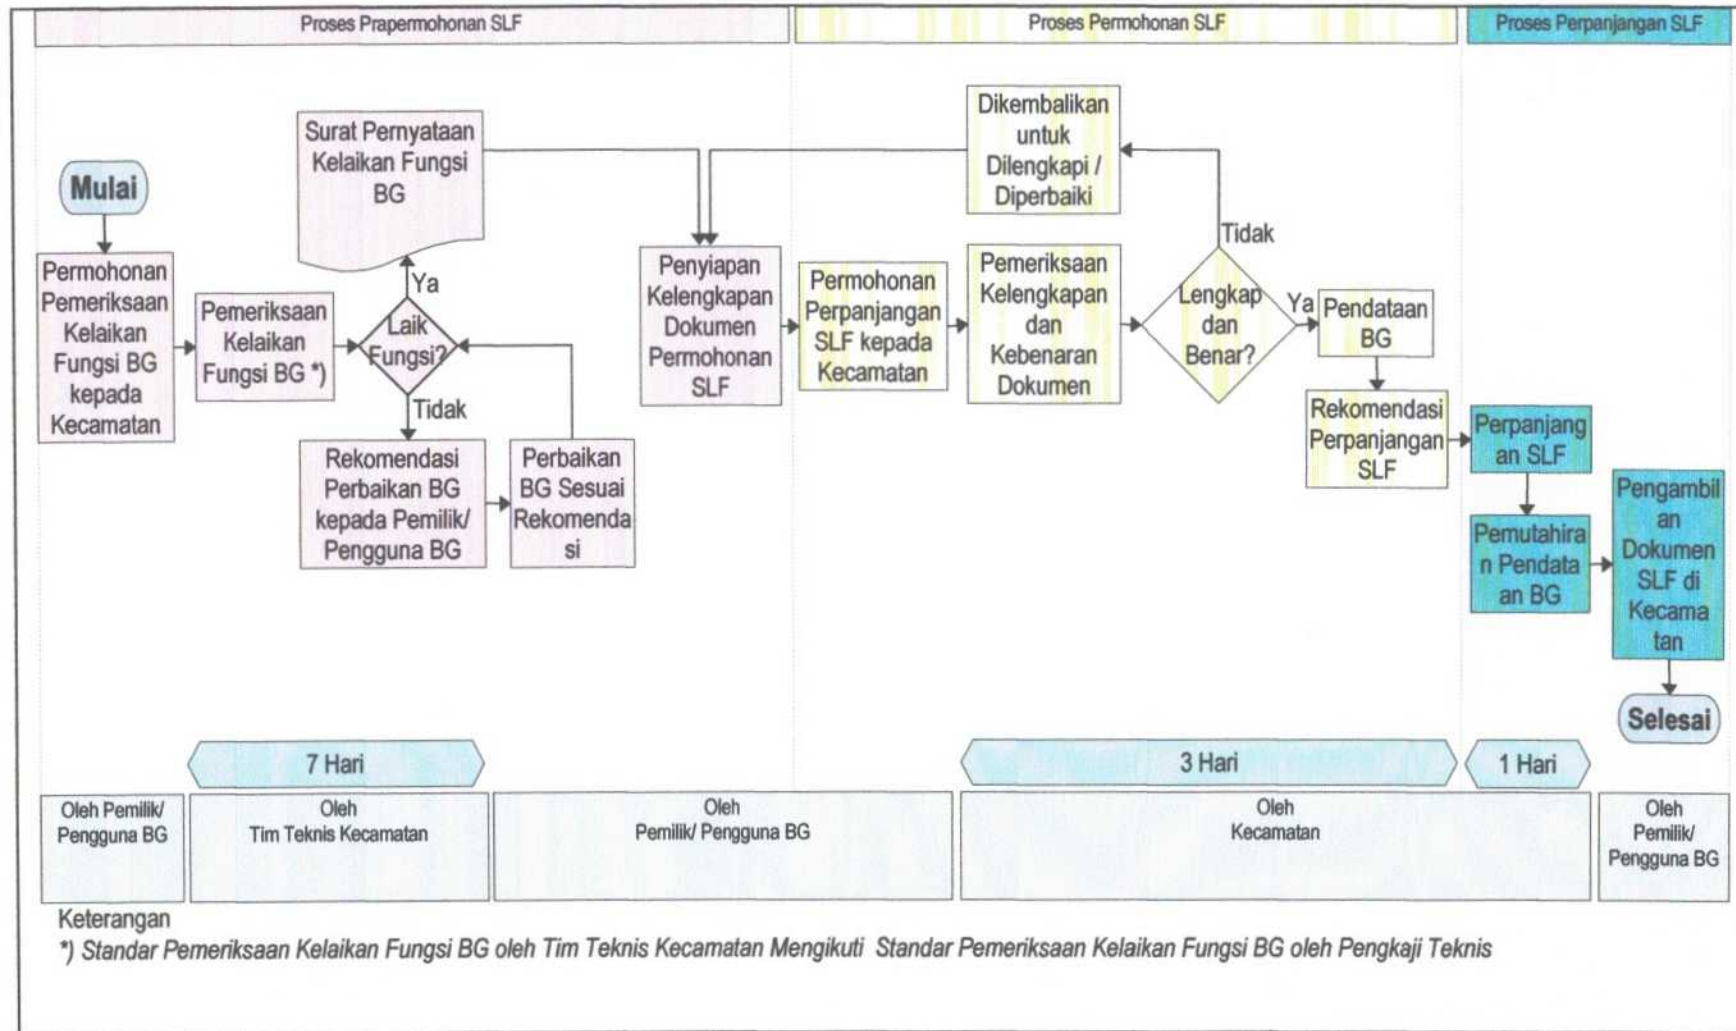 Proses Prapermohonan SLF
Proses Permohonan SLF
Proses Perpanjangan SLF
Mulai
Permohonan
Pemeriksaan
Kelaikan
Fungsi BG
kepada
Kecamatan
Pemeriksaan
Kelaikan
Fungsi BG *)
Surat Pernyataan
Kelaikan Fungsi
BG
Ya
Laik
Fungsi?
Tidak
Rekomendasi
Perbaikan BG
kepada Pemilik/
Pengguna BG
Perbaikan
BG Sesuai
Rekomenda
si
Penyiapan
Kelengkapan
Dokumen
Permohonan
SLF
Permohonan
Perpanjangan
SLF kepada
Kecamatan
Pemeriksaan
Kelengkapan
dan
Kebenaran
Dokumen
Dikembalikan
untuk
Dilengkapi /
Diperbaiki
Tidak
Lengkap
dan
Benar?
Ya
Pendataan
BG
Rekomendasi
Perpanjangan
SLF
Perpanjang
an SLF
Pemutahira
n Pendata
an BG
Pengambil
an
Dokumen
SLF di
Kecama
tan
Selesai
7 Hari
3 Hari
1 Hari
Oleh Pemilik/
Pengguna BG
Oleh
Tim Teknis Kecamatan
Oleh
Pemilik/ Pengguna BG
Oleh
Kecamatan
Oleh
Pemilik/
Pengguna BG
Keterangan
*) Standar Pemeriksaan Kelaikan Fungsi BG oleh Tim Teknis Kecamatan Mengikuti Standar Pemeriksaan Kelaikan Fungsi BG oleh Pengkaji Teknis